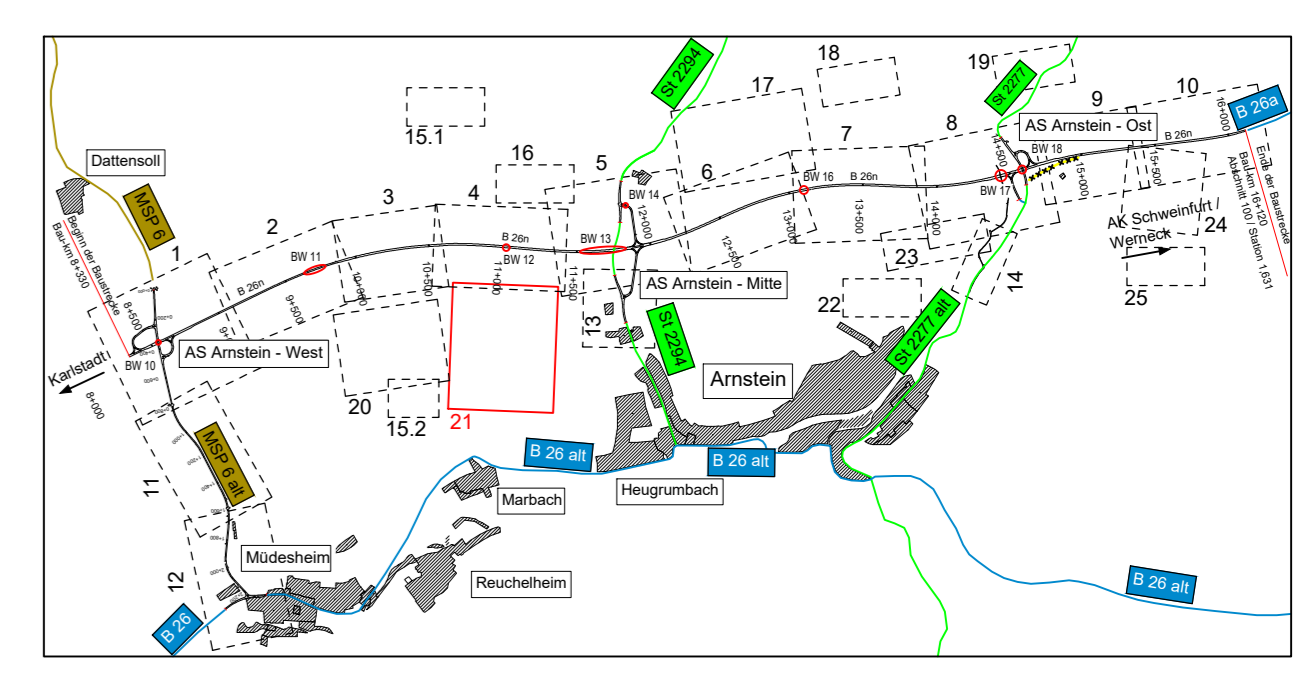 18
19
St 2294
17
St 2277
10
9
16+000
B 26a
15.1
AS Arnstein - Ost
7
8
B 26n
Dattensoll
16
14+500
BW 18
5
6
15+000
15+500
BW 16
B 26n
MSP 6
3
4
BW 14
BW 17
Ende der Baustrecke
Bau-km 16+120
Abschnitt 100 / Station 1,631
2
12+000
13+000
13+500
14+000
AK Schweinfurt
Werneck
24
Beginn der Baustrecke
Bau-km 8+330
1
B 26n
BW 13
BW 11
BW 12
12+500
23
B 26n
10+000
10+500
11+000
11+500
AS Arnstein - Mitte
14
25
8+500
9+500
22
13
BW 10
AS Arnstein - West
St 2294
St 2277 alt
Karlstadt
8+000
Arnstein
20
15.2
21
MSP 6 alt
B 26 alt
B 26 alt
11
Marbach
Heugrumbach
Müdesheim
12
Reuchelheim
B 26 alt
B 26